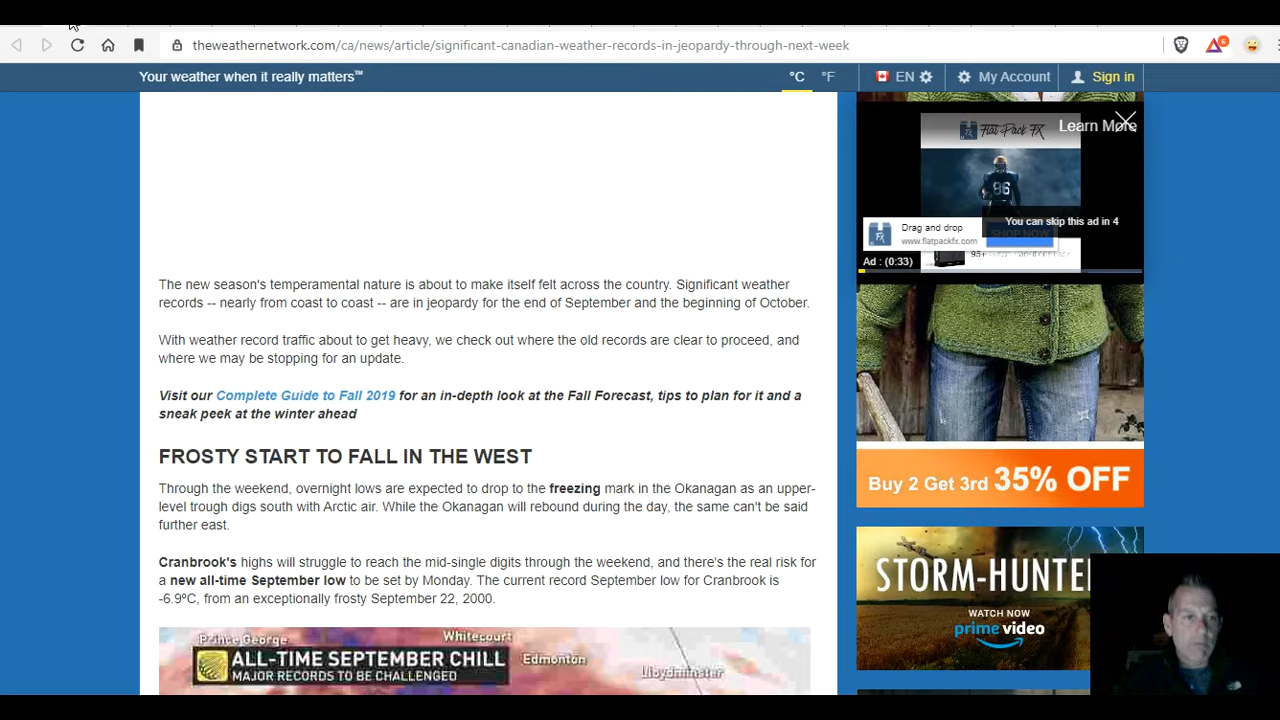 theweathernetwork.com/ca/news/article/significant-canadian-weather-records-in-jeopardy-through-next-week
6
Your weather when it really matters™
°C
°F
EN
My Account
Sign in
Learn More
Flat Pack FX
86
You can skip this ad in 4
Drag and drop
www.flatpackfx.com
SHOP NOW
Ad : (0:33)
The new season's temperamental nature is about to make itself felt across the country. Significant weather
records -- nearly from coast to coast -- are in jeopardy for the end of September and the beginning of October.
With weather record traffic about to get heavy, we check out where the old records are clear to proceed, and
where we may be stopping for an update.
Visit our Complete Guide to Fall 2019 for an in-depth look at the Fall Forecast, tips to plan for it and a
sneak peek at the winter ahead
FROSTY START TO FALL IN THE WEST
Through the weekend, overnight lows are expected to drop to the freezing mark in the Okanagan as an upper-
level trough digs south with Arctic air. While the Okanagan will rebound during the day, the same can't be said
further east.
Cranbrook's highs will struggle to reach the mid-single digits through the weekend, and there's the real risk for
a new all-time September low to be set by Monday. The current record September low for Cranbrook is
-6.9ºC, from an exceptionally frosty September 22, 2000.
Prince George
Whitecourt
ALL-TIME SEPTEMBER CHILL
MAJOR RECORDS TO BE CHALLENGED
Edmonton
Lloydminster
Buy 2 Get 3rd 35% OFF
STORM-HUNTE
WATCH NOW
prime video